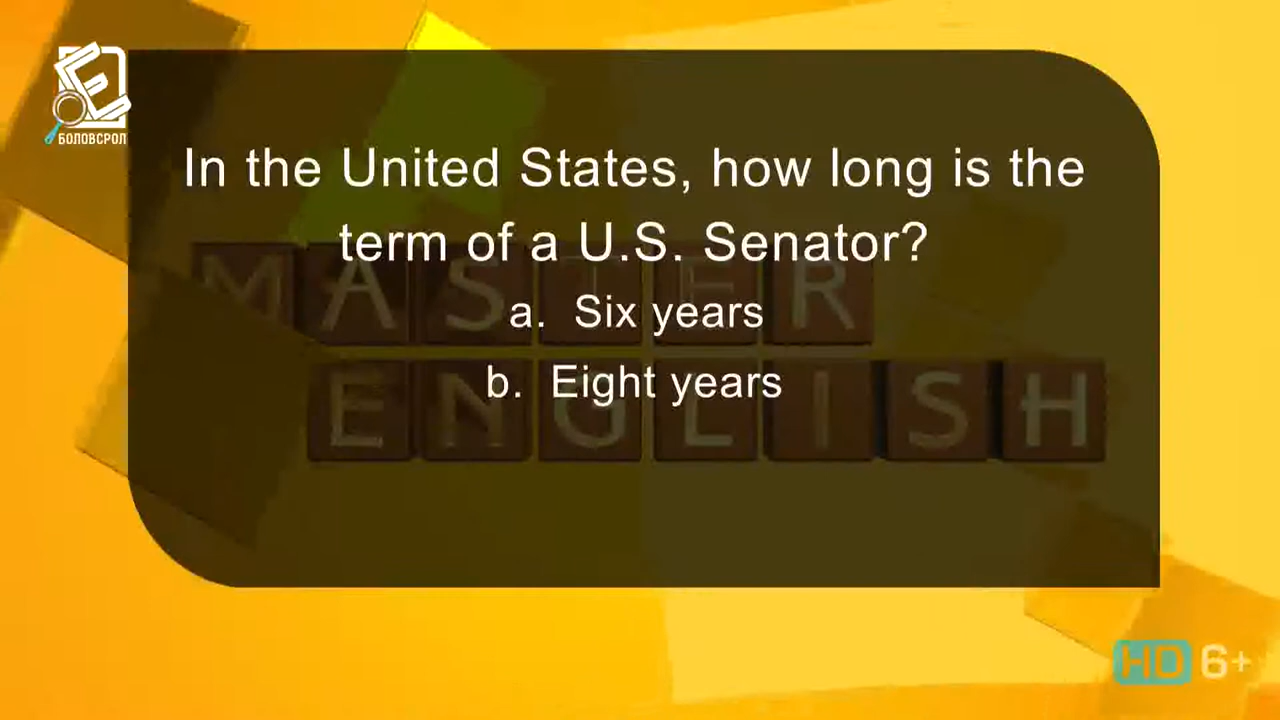 БОЛОВСРОЛ
In the United States, how long is the
term of a U.S. Senator?
a. Six years
b. Eight years
MASTER
ENGLISH
HD 6+